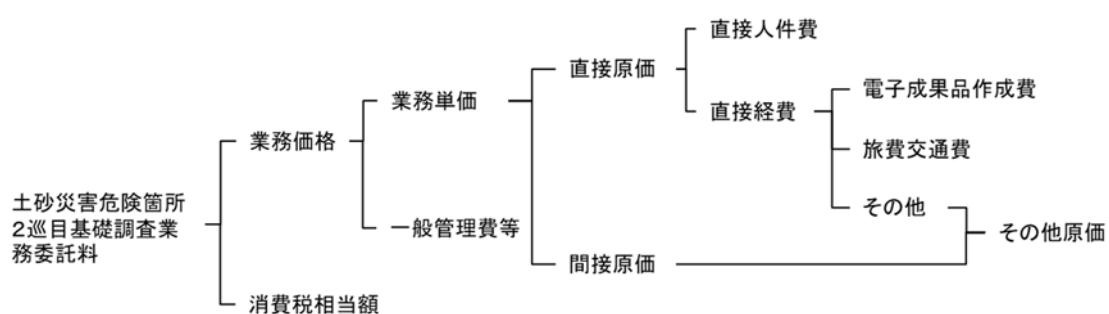 直接人件費
直接原価
電子成果品作成費
業務単価
直接経費
業務価格
旅費交通費
土砂災害危険箇所
2巡目基礎調査業
務委託料
その他
一般管理費等
その他原価
間接原価
消費税相当額